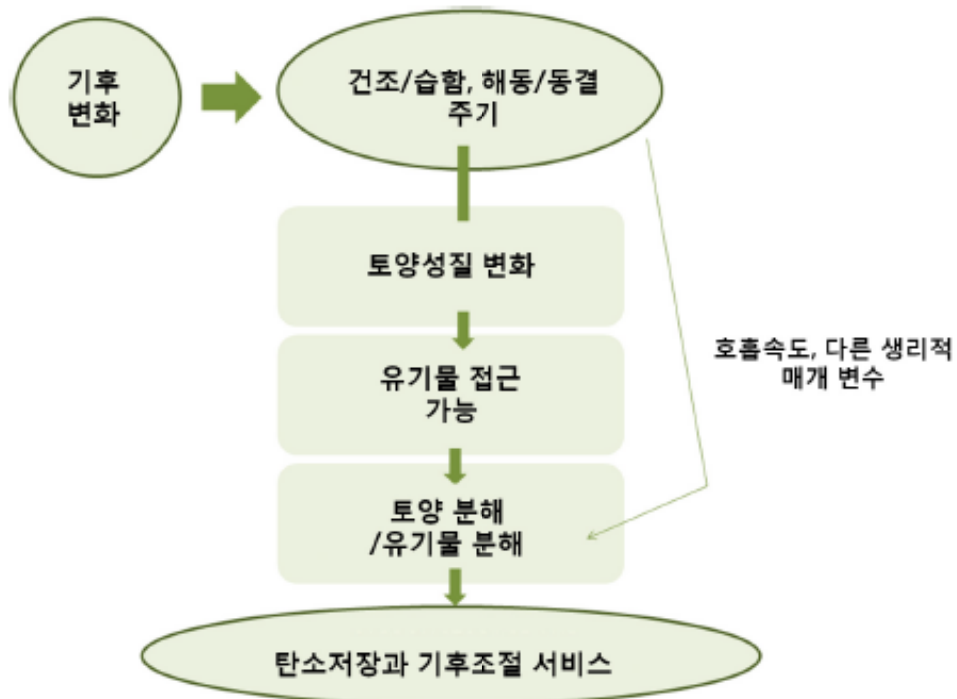 기후
변화
건조/습함, 해동/동결
주기
토양성질 변화
유기물 접근
가능
호흡속도, 다른 생리적
매개 변수
토양 분해
/유기물 분해
탄소저장과 기후조절 서비스